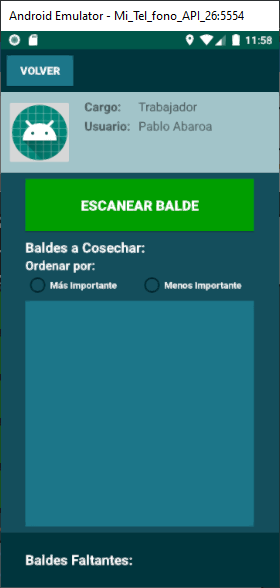 Android Emulator - Mi_Tel_fono_API_26:5554
11:58
VOLVER
Cargo: Trabajador
Usuario: Pablo Abaroa
ESCANEAR BALDE
Baldes a Cosechar:
Ordenar por:
Más Importante Menos Importante
Baldes Faltantes: